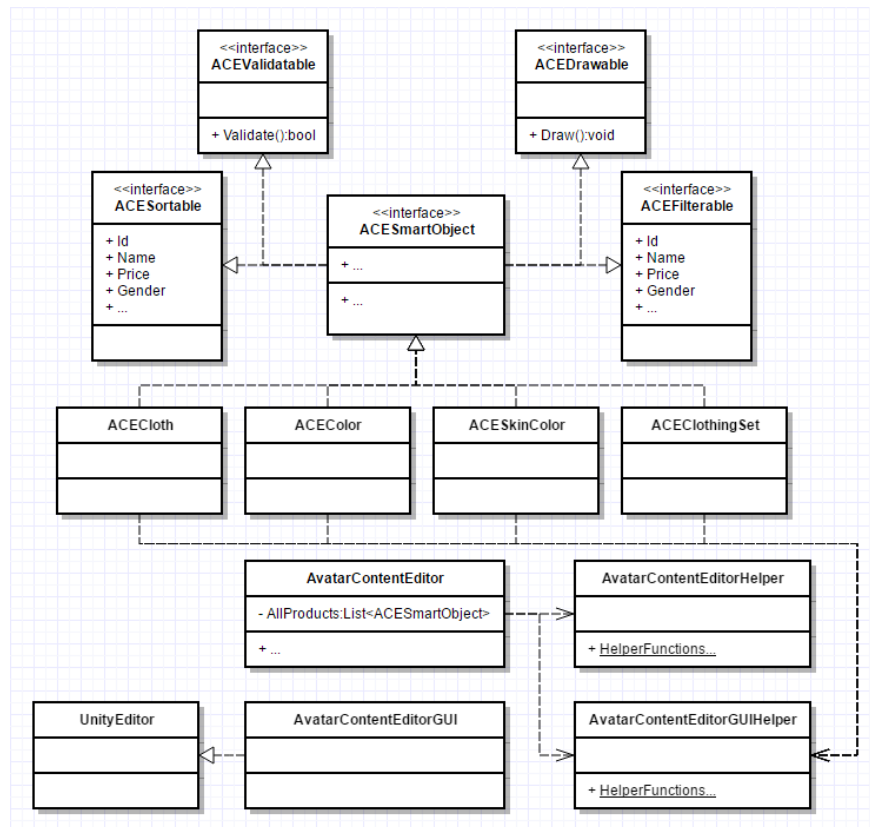 <<interface>>
ACEValidatable
+ Validate():bool
<<interface>>
ACEDrawable
+ Draw():void
<<interface>>
ACESortable
+ Id
+ Name
+ Price
+ Gender
+ ...
<<interface>>
ACESmartObject
+ ...
+ ...
<<interface>>
ACEFilterable
+ Id
+ Name
+ Price
+ Gender
+ ...
ACECloth
ACEColor
ACESkinColor
ACEClothingSet
AvatarContentEditor
- AllProducts:List<ACESmartObject>
+ ...
AvatarContentEditorHelper
+ HelperFunctions...
UnityEditor
AvatarContentEditorGUI
AvatarContentEditorGUIHelper
+ HelperFunctions...